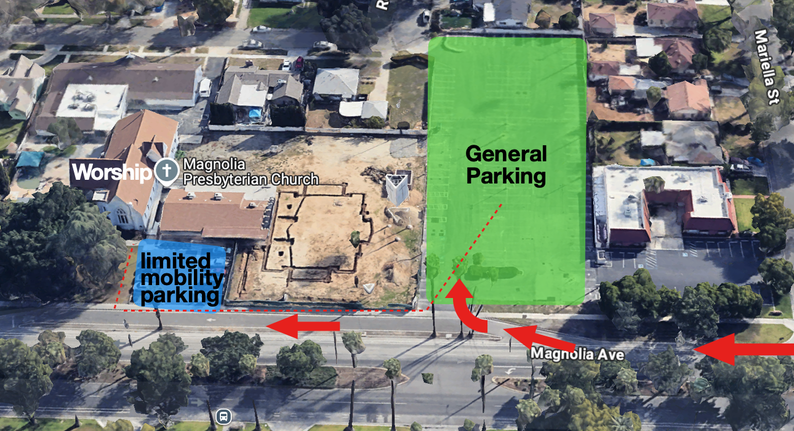 R
Mariella St
General
Parking
Worship
Magnolia
Presbyterian Church
limited
mobility
parking
Magnolia Ave